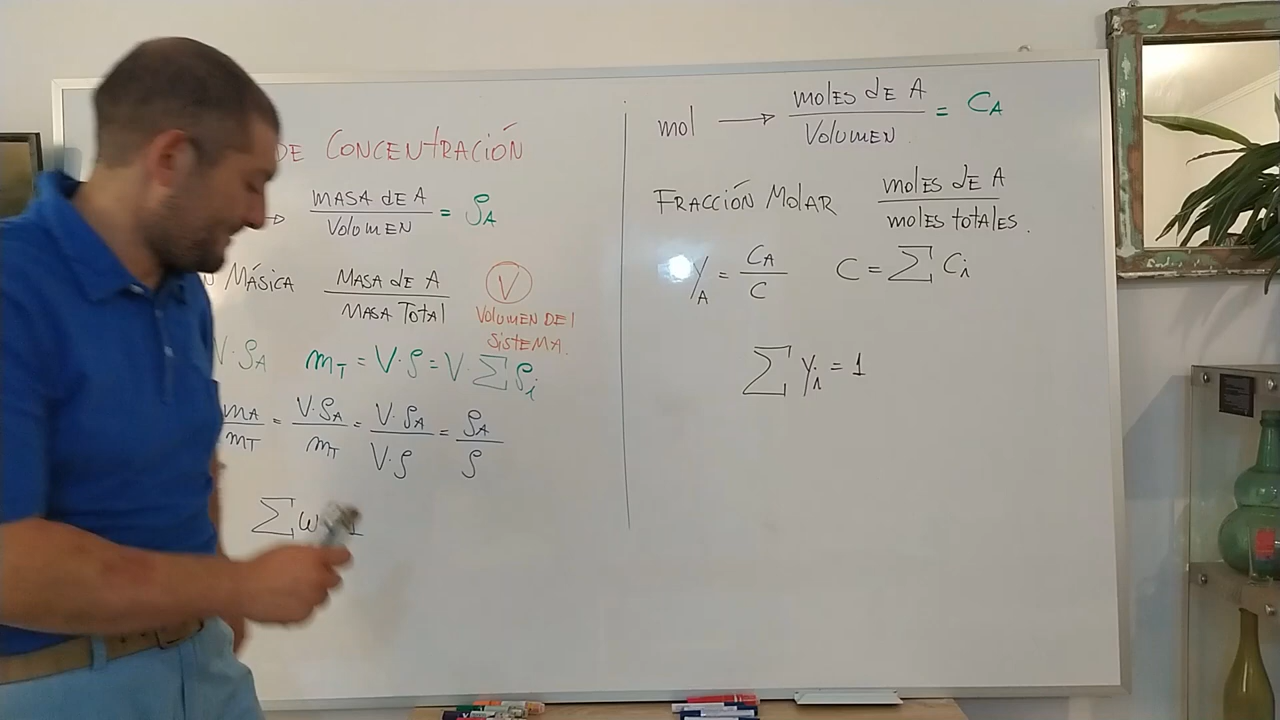 DE CONCENTRACIÓN
→ MASA dE A / VolUMEN = ρA
MÁSICA MASA dE A / MASA TotAl
V
VolUMEN DEl
SiStEMA.
· ρA mT = V·ρ = V·∑ρi
mA/mT = V·ρA/mT = V·ρA/V·ρ = ρA/ρ
∑ω
mol → molES dE A / VolUMEN = CA
FRACCIÓN MolAR molES dE A / molES totAlES.
yA = CA/C C = ∑Ci
∑yi = 1